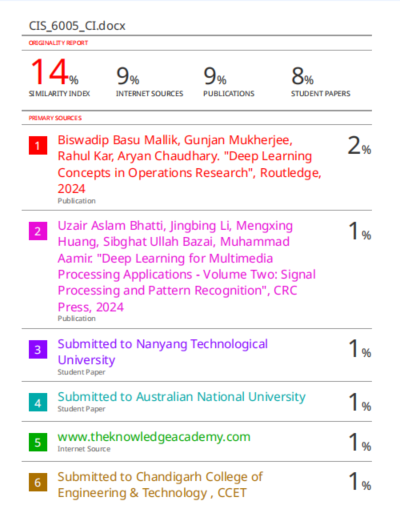 CIS_6005_CI.docx
ORIGINALITY REPORT
14% 9% 9% 8%
SIMILARITY INDEX INTERNET SOURCES PUBLICATIONS STUDENT PAPERS
PRIMARY SOURCES
1 Biswadip Basu Mallik, Gunjan Mukherjee, 2%
Rahul Kar, Aryan Chaudhary. "Deep Learning
Concepts in Operations Research", Routledge,
2024
Publication
2 Uzair Aslam Bhatti, Jingbing Li, Mengxing 1%
Huang, Sibghat Ullah Bazai, Muhammad
Aamir. "Deep Learning for Multimedia
Processing Applications - Volume Two: Signal
Processing and Pattern Recognition", CRC
Press, 2024
Publication
3 Submitted to Nanyang Technological 1%
University
Student Paper
4 Submitted to Australian National University 1%
Student Paper
5 www.theknowledgeacademy.com 1%
Internet Source
6 Submitted to Chandigarh College of 1%
Engineering & Technology , CCET